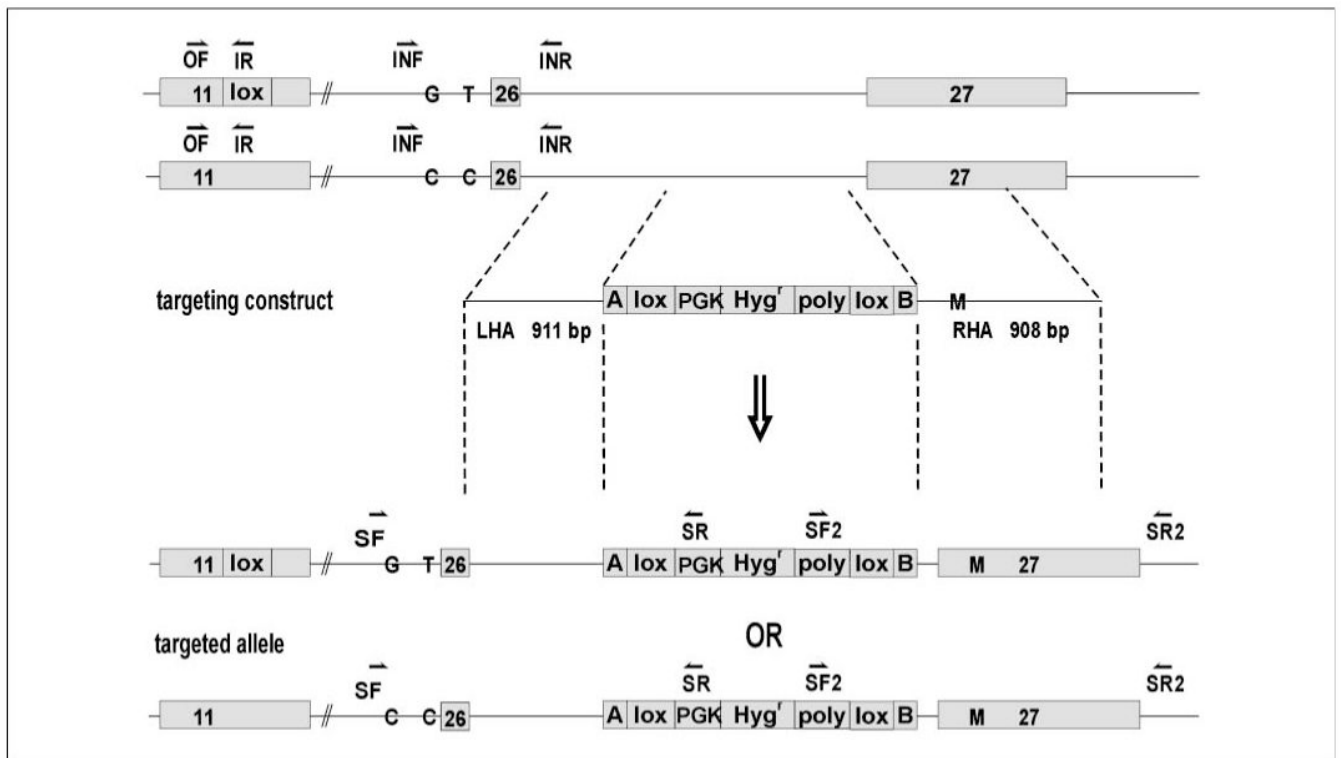 OF IR INF INR
11 lox // G T 26 27
OF IR INF INR
11 // C C 26 27
targeting construct A lox PGK Hygʳ poly lox B M
LHA 911 bp RHA 908 bp
SF SR SF2 SR2
11 lox // G T 26 A lox PGK Hygʳ poly lox B M 27
targeted allele OR
SF SR SF2 SR2
11 // C C 26 A lox PGK Hygʳ poly lox B M 27